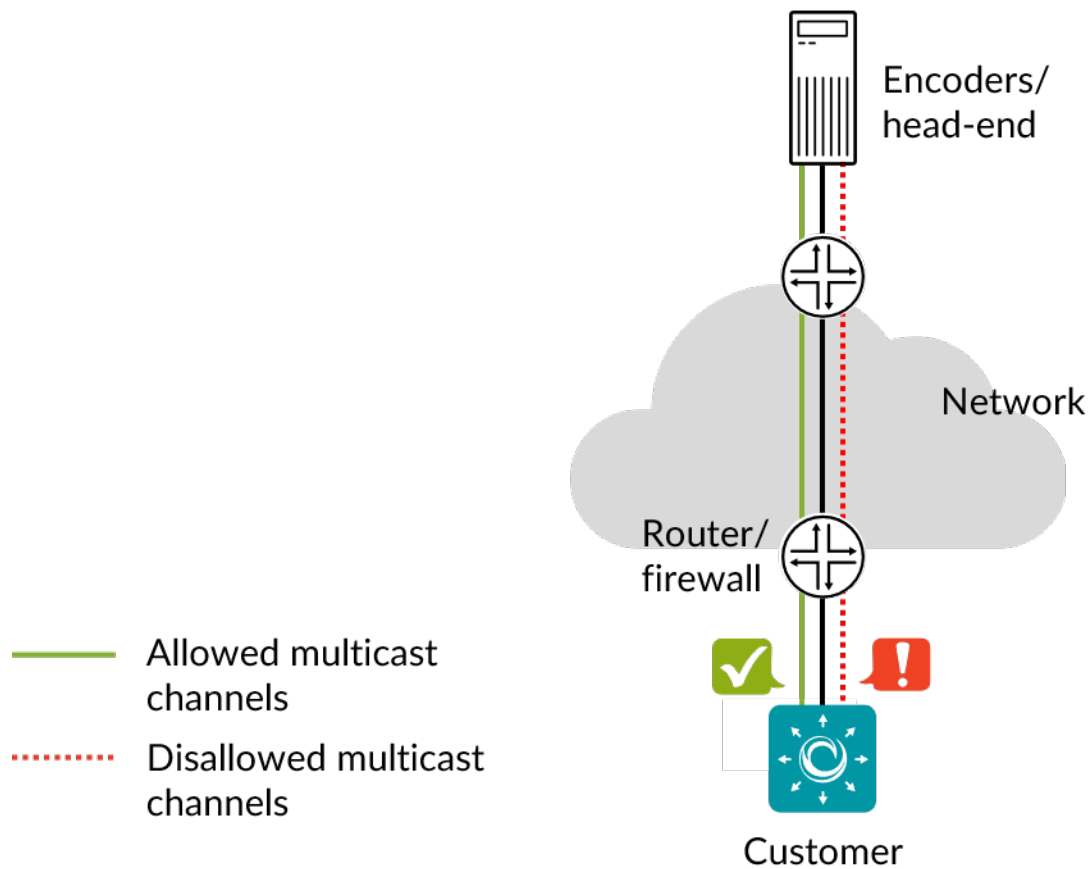 Encoders/
head-end
Network
Router/
firewall
Allowed multicast
channels
Disallowed multicast
channels
Customer